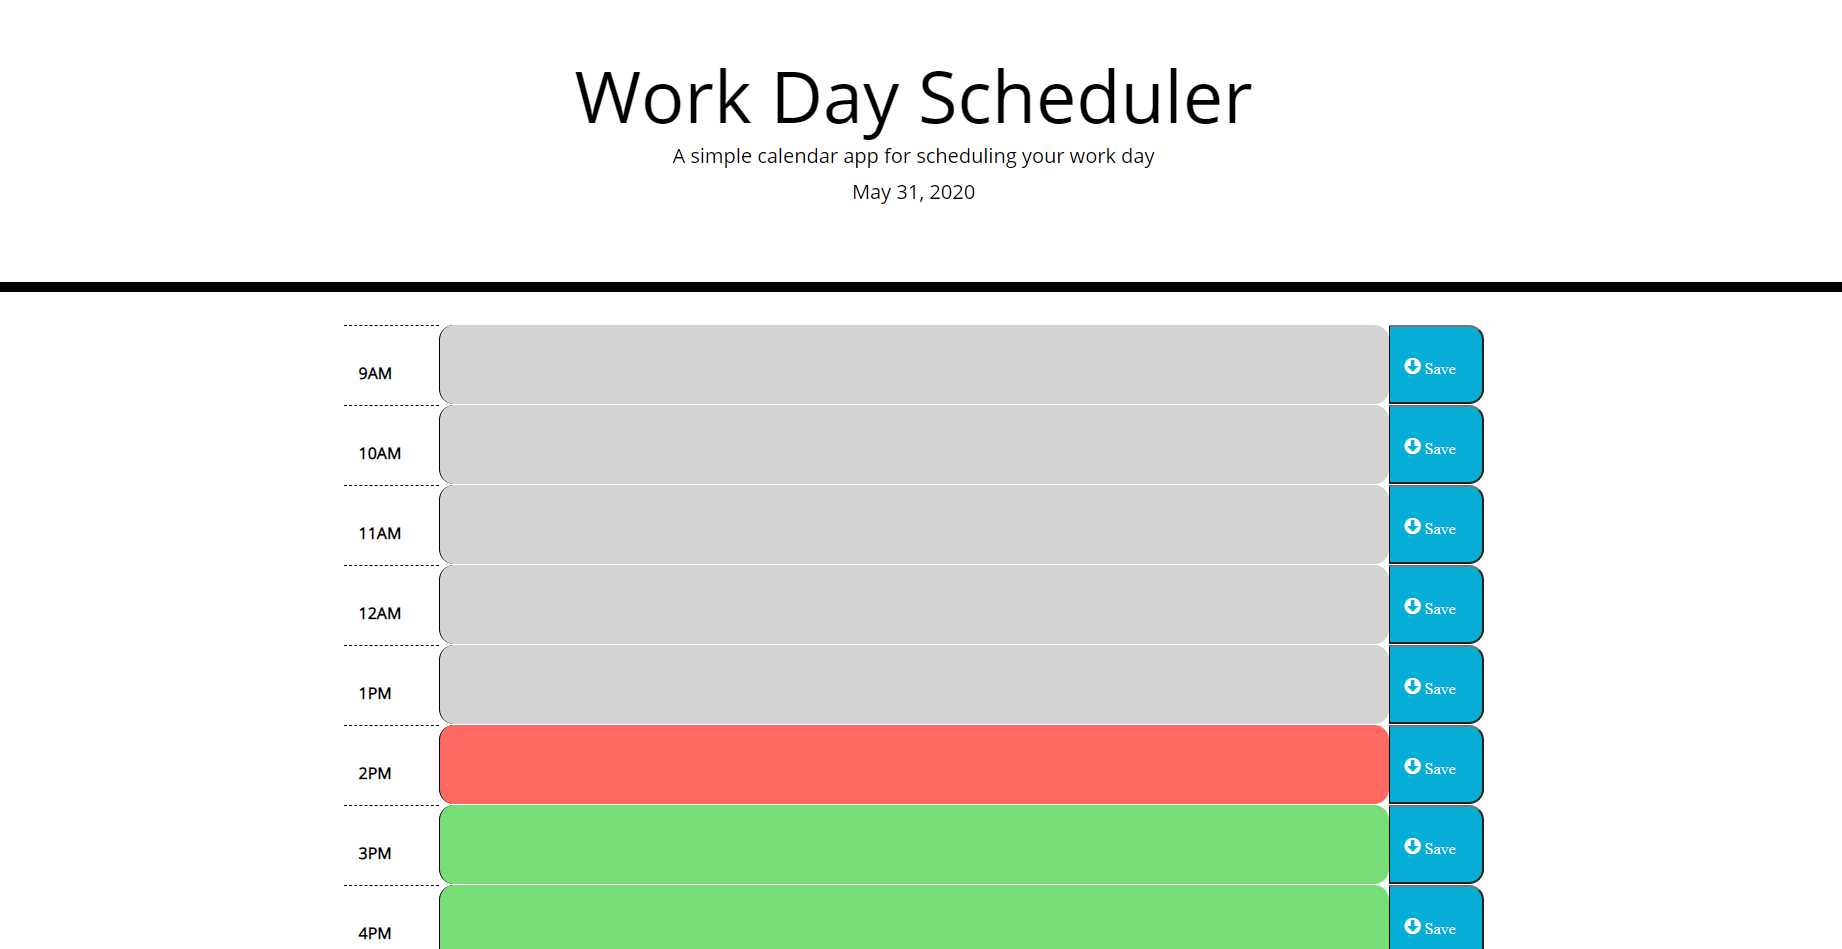 Work Day Scheduler
A simple calendar app for scheduling your work day
May 31, 2020
9AM Save
10AM Save
11AM Save
12AM Save
1PM Save
2PM Save
3PM Save
4PM Save